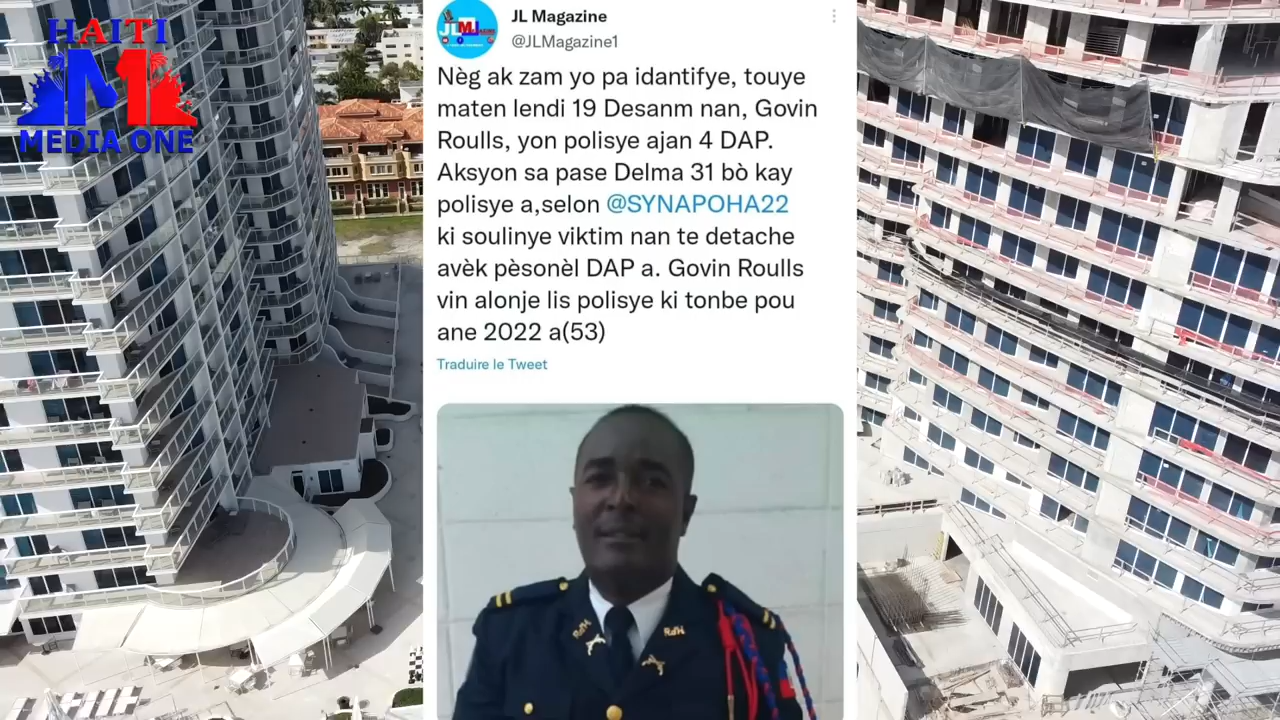 HAITI
M1
MEDIA ONE
JL Magazine
@JLMagazine1
Nèg ak zam yo pa idantifye, touye
maten lendi 19 Desanm nan, Govin
Roulls, yon polisye ajan 4 DAP.
Aksyon sa pase Delma 31 bò kay
polisye a,selon @SYNAPOHA22
ki soulinye viktim nan te detache
avèk pèsonèl DAP a. Govin Roulls
vin alonje lis polisye ki tonbe pou
ane 2022 a(53)
Traduire le Tweet
RdH RdH